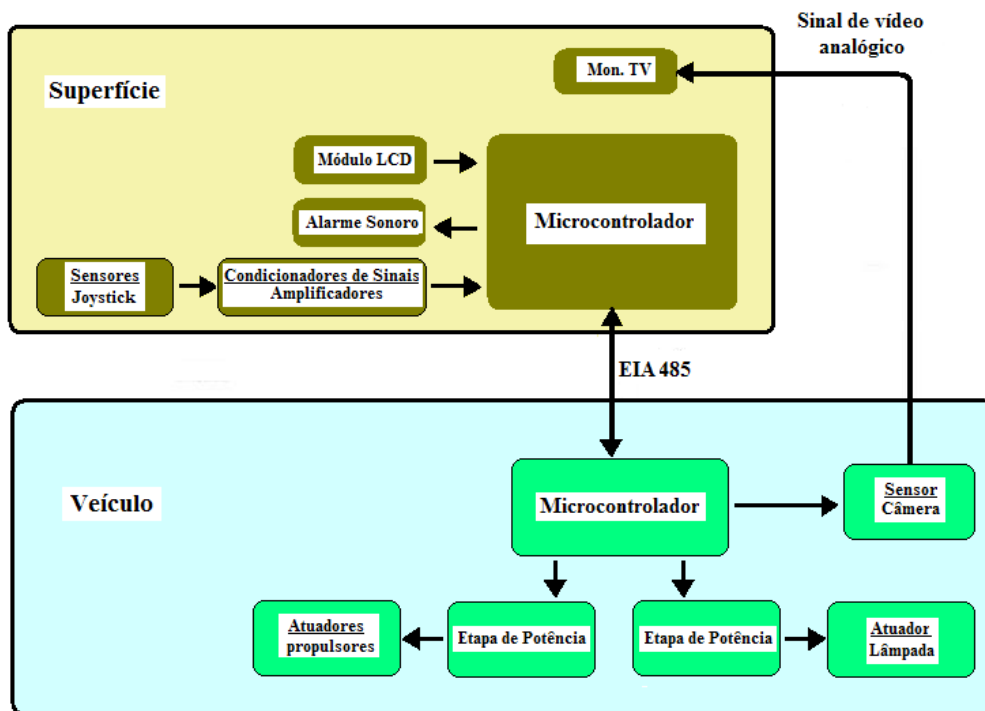 Sinal de vídeo
analógico
Superfície
Mon. TV
Módulo LCD
Microcontrolador
Alarme Sonoro
Sensores
Joystick
Condicionadores de Sinais
Amplificadores
EIA 485
Veículo
Microcontrolador
Sensor
Câmera
Atuadores
propulsores
Etapa de Potência
Etapa de Potência
Atuador
Lâmpada